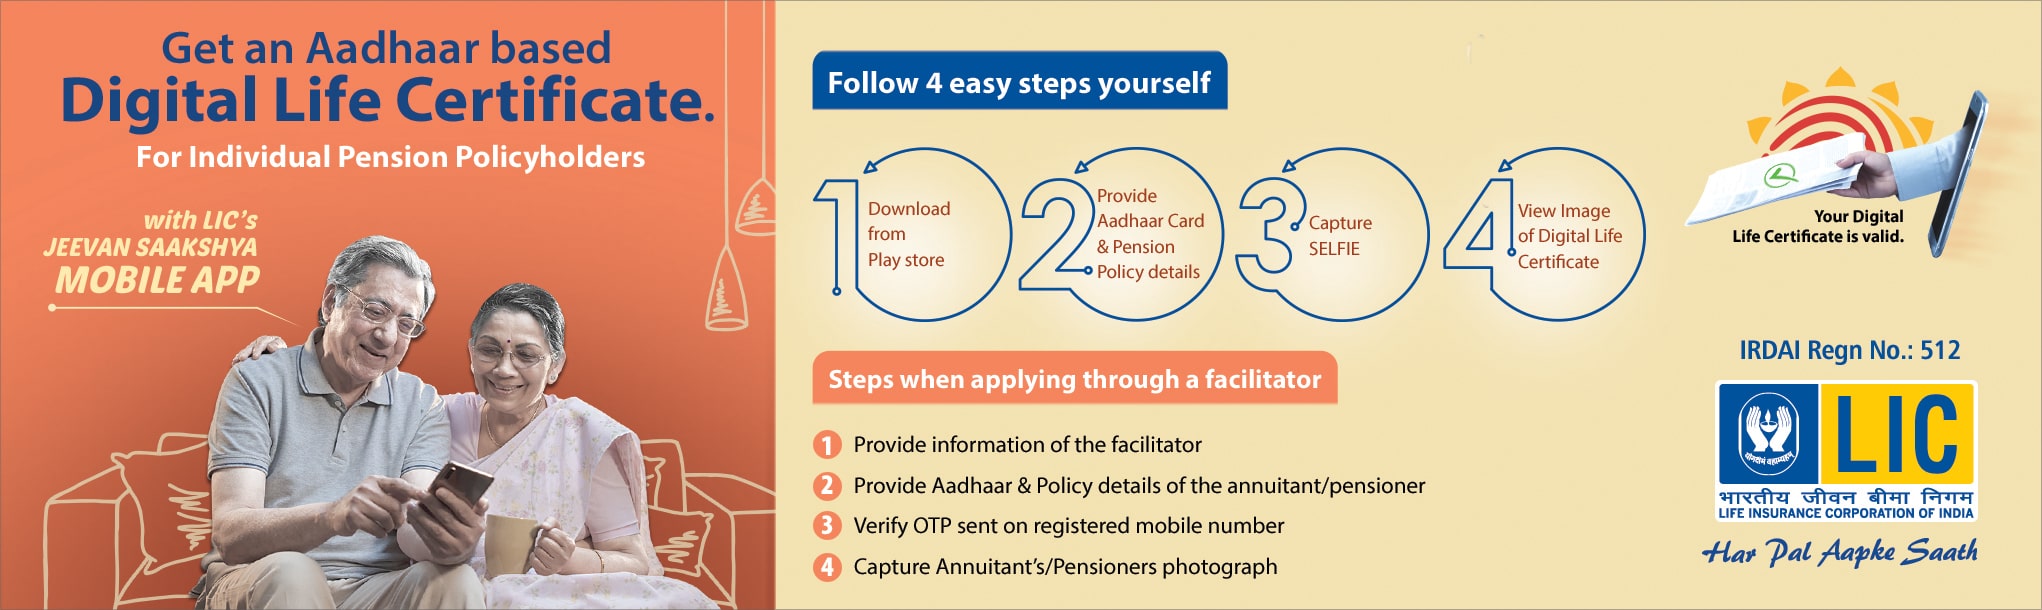 Get an Aadhaar based
Digital Life Certificate.
For Individual Pension Policyholders
with LIC's
JEEVAN SAAKSHYA
MOBILE APP
Follow 4 easy steps yourself
1
Download
from
Play store
2
Provide
Aadhaar Card
& Pension
Policy details
3
Capture
SELFIE
4
View Image
of Digital Life
Certificate
Your Digital
Life Certificate is valid.
Steps when applying through a facilitator
1 Provide information of the facilitator
2 Provide Aadhaar & Policy details of the annuitant/pensioner
3 Verify OTP sent on registered mobile number
4 Capture Annuitant's/Pensioners photograph
IRDAI Regn No.: 512
योगक्षेमं वहाम्यहम्
LIC
भारतीय जीवन बीमा निगम
LIFE INSURANCE CORPORATION OF INDIA
Har Pal Aapke Saath